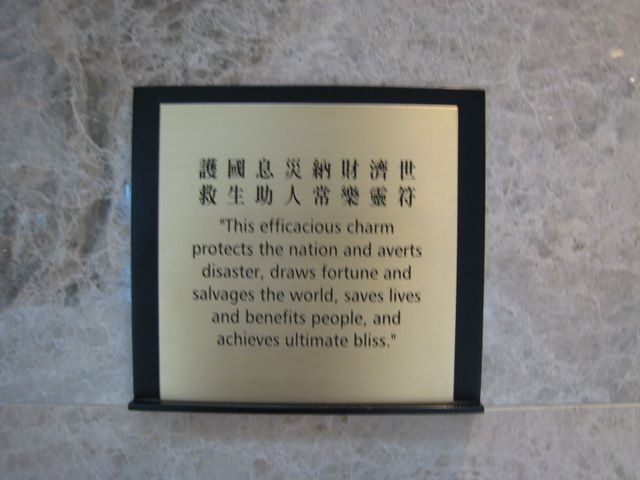 護國息災納財濟世
救生助人常樂靈符
"This efficacious charm
protects the nation and averts
disaster, draws fortune and
salvages the world, saves lives
and benefits people, and
achieves ultimate bliss."